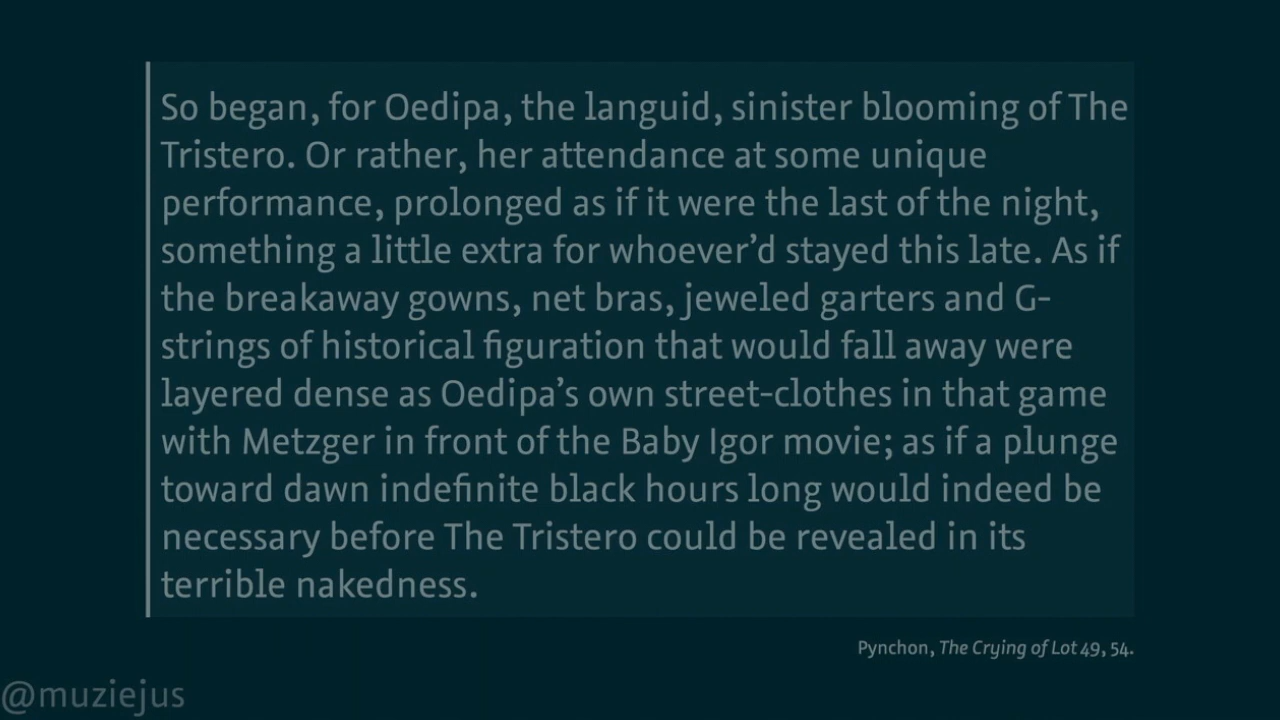 So began, for Oedipa, the languid, sinister blooming of The
Tristero. Or rather, her attendance at some unique
performance, prolonged as if it were the last of the night,
something a little extra for whoever’d stayed this late. As if
the breakaway gowns, net bras, jeweled garters and G-
strings of historical figuration that would fall away were
layered dense as Oedipa’s own street-clothes in that game
with Metzger in front of the Baby Igor movie; as if a plunge
toward dawn indefinite black hours long would indeed be
necessary before The Tristero could be revealed in its
terrible nakedness.
Pynchon, The Crying of Lot 49, 54.
@muziejus